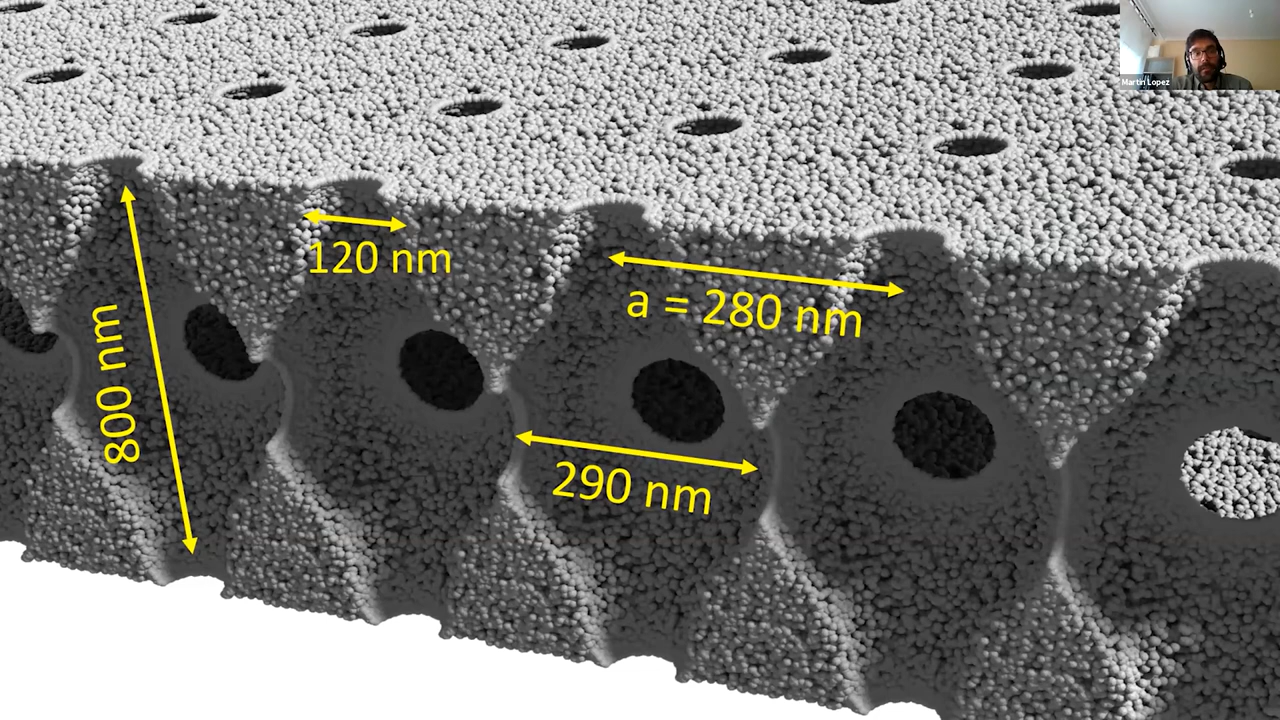 Martin Lopez
120 nm
a = 280 nm
800 nm
290 nm